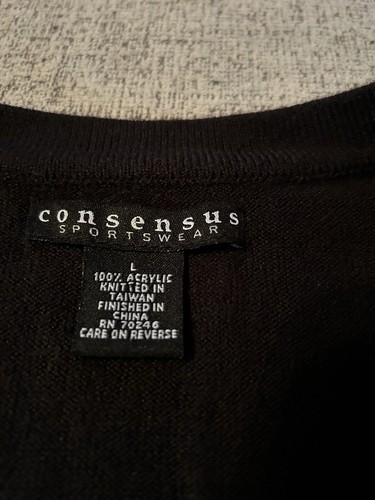 consensus
SPORTSWEAR
L
100% ACRYLIC
KNITTED IN
TAIWAN
FINISHED IN
CHINA
RN 70246
CARE ON REVERSE